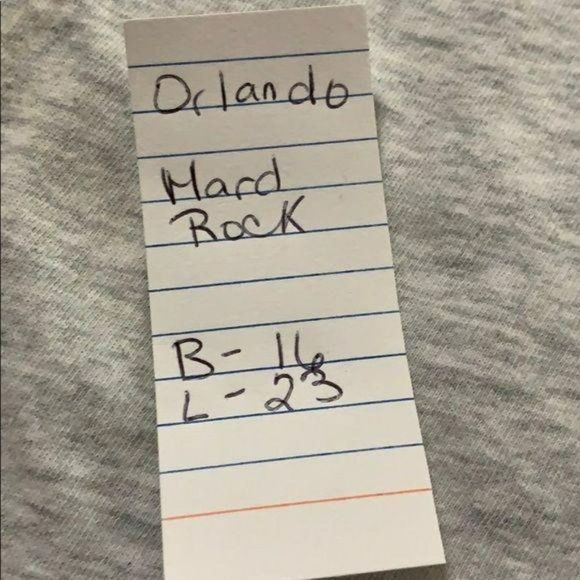 Orlando
Hard
Rock
B- 16
L- 23